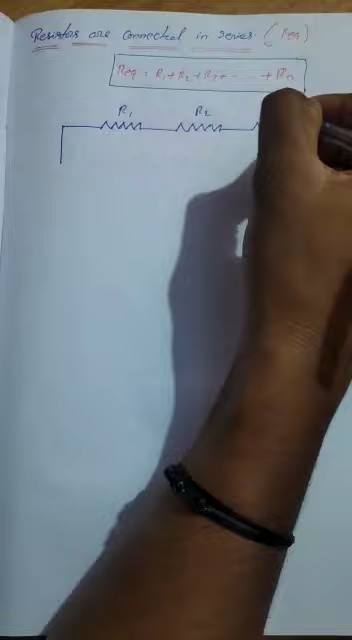 Resistors are connected in series (Req)
Req = R1 + R2 + R3 + ..... + Rn
R1 R2